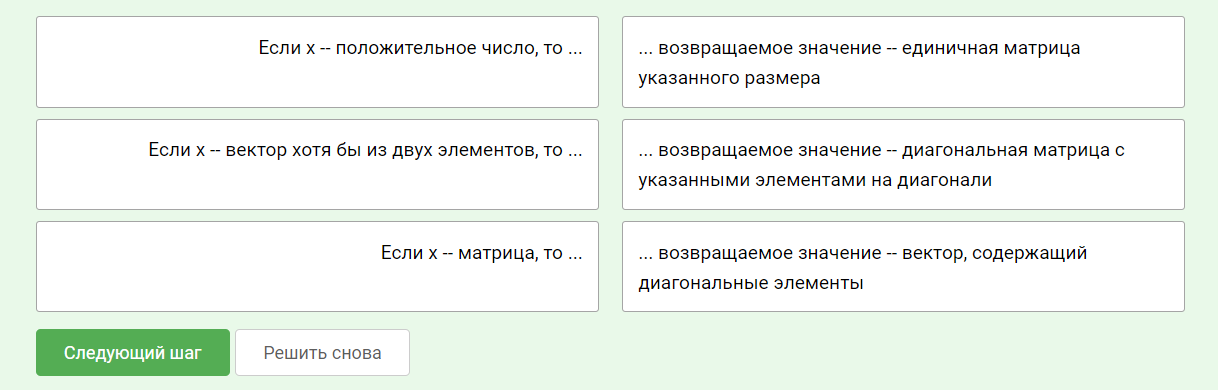 Если x -- положительное число, то ...
... возвращаемое значение -- единичная матрица
указанного размера
Если x -- вектор хотя бы из двух элементов, то ...
... возвращаемое значение -- диагональная матрица с
указанными элементами на диагонали
Если x -- матрица, то ...
... возвращаемое значение -- вектор, содержащий
диагональные элементы
Следующий шаг
Решить снова